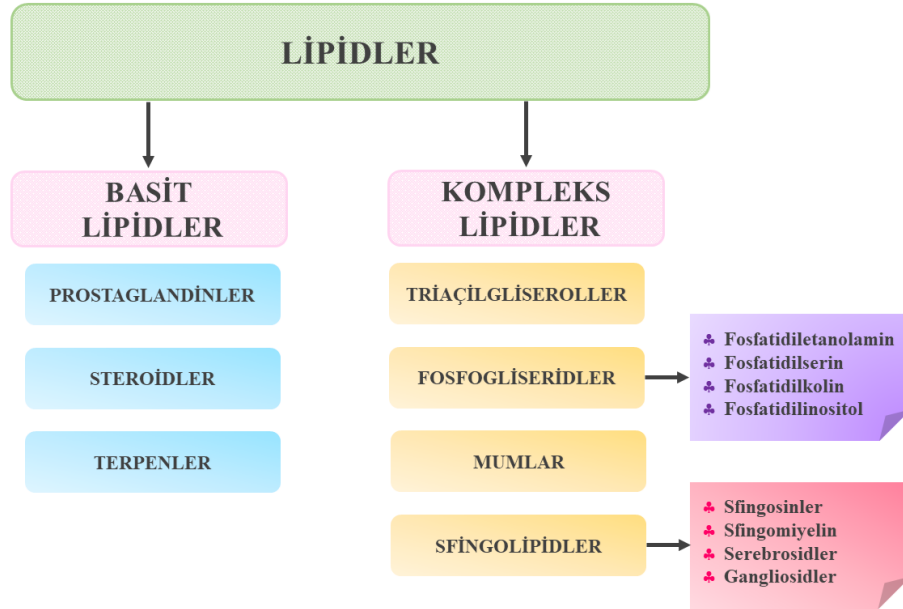 LİPİDLER
BASİT
LİPİDLER
PROSTAGLANDİNLER
STEROİDLER
TERPENLER
KOMPLEKS
LİPİDLER
TRİAÇİLGLİSEROLLER
FOSFOGLİSERİDLER
MUMLAR
SFİNGOLİPİDLER
Fosfatidiletanolamin
Fosfatidilserin
Fosfatidilkolin
Fosfatidilinositol
Sfingosinler
Sfingomiyelin
Serebrosidler
Gangliosidler